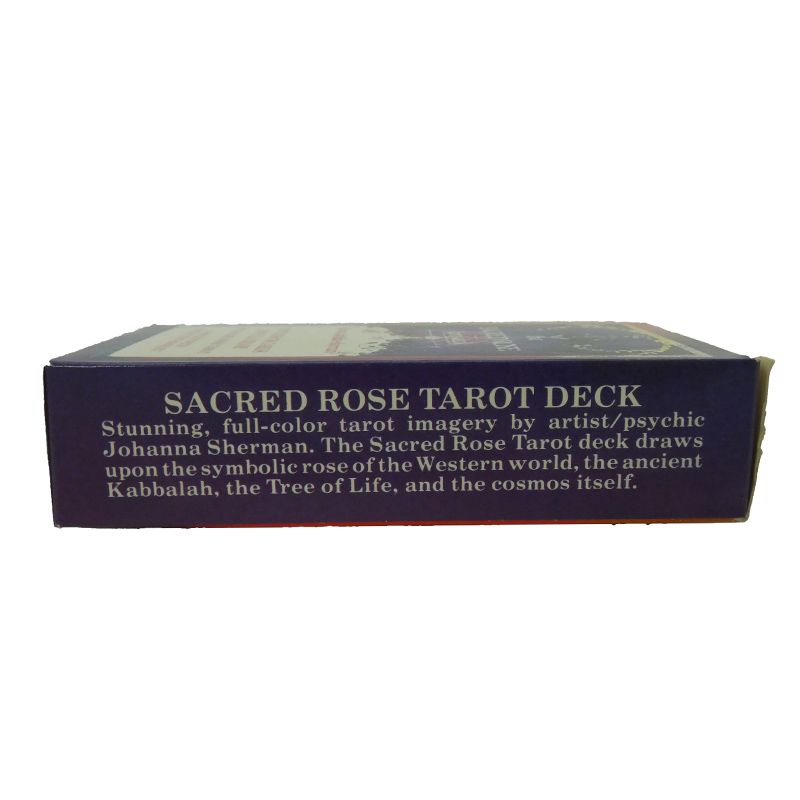 SACRED ROSE TAROT DECK
Stunning, full-color tarot imagery by artist/psychic
Johanna Sherman. The Sacred Rose Tarot deck draws
upon the symbolic rose of the Western world, the ancient
Kabbalah, the Tree of Life, and the cosmos itself.